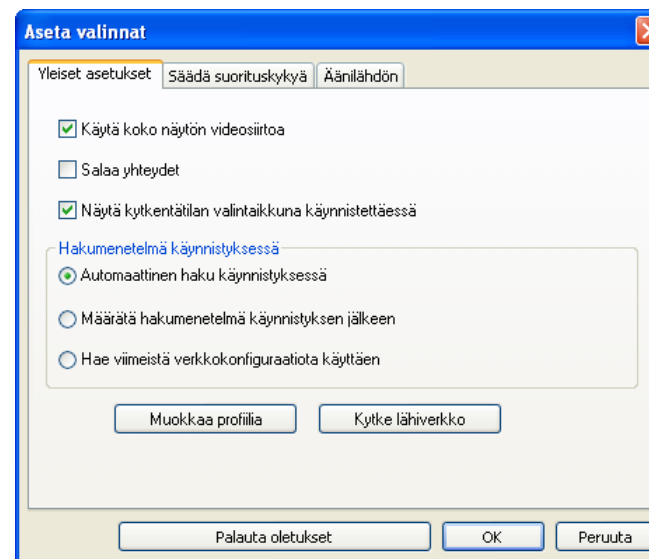 Aseta valinnat
Yleiset asetukset Säädä suorituskykyä Äänilähdön
Käytä koko näytön videosiirtoa
Salaa yhteydet
Näytä kytkentätilan valintaikkuna käynnistettäessä
Hakumenetelmä käynnistyksessä
Automaattinen haku käynnistyksessä
Määrätä hakumenetelmä käynnistyksen jälkeen
Hae viimeistä verkkokonfiguraatiota käyttäen
Muokkaa profiilia Kytke lähiverkko
Palauta oletukset OK Peruuta